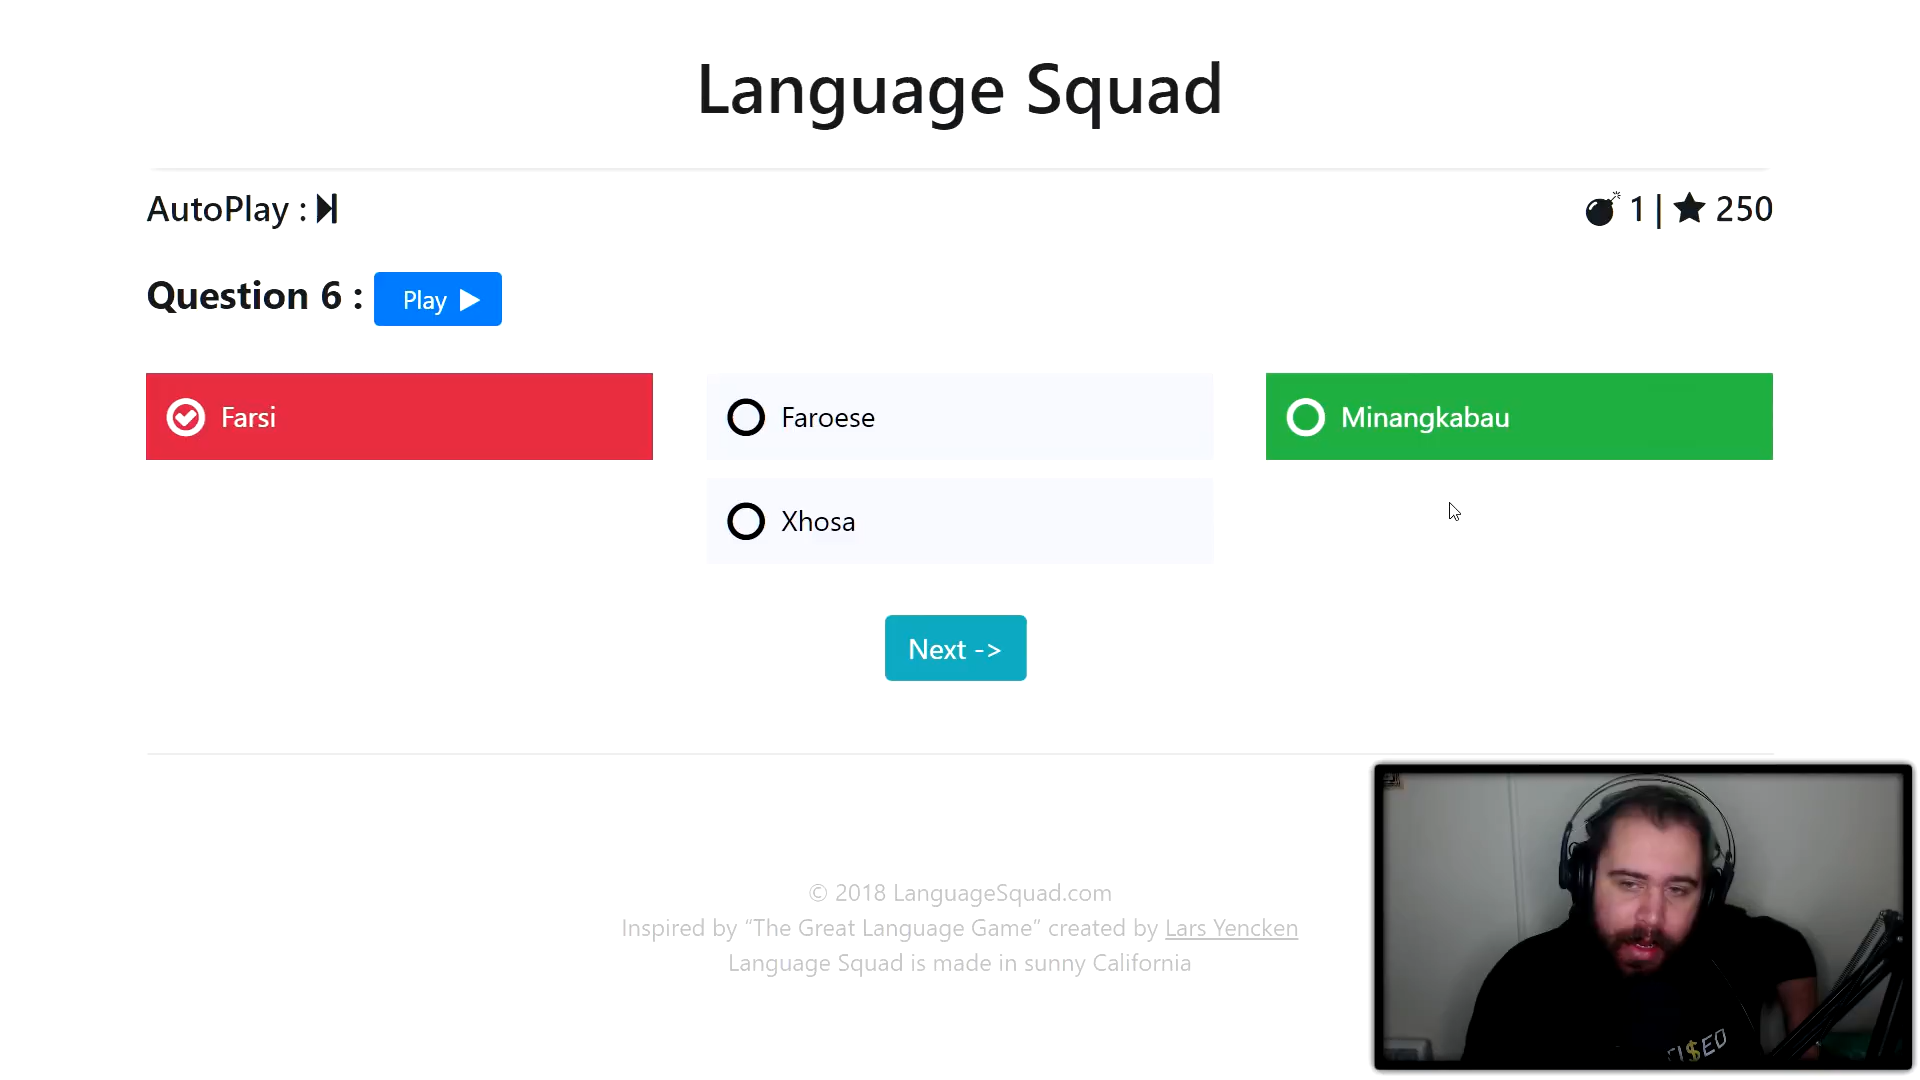 Language Squad
AutoPlay :
1 | 250
Question 6 : Play
Farsi
Faroese
Minangkabau
Xhosa
Next ->
© 2018 LanguageSquad.com
Inspired by “The Great Language Game” created by Lars Yencken
Language Squad is made in sunny California